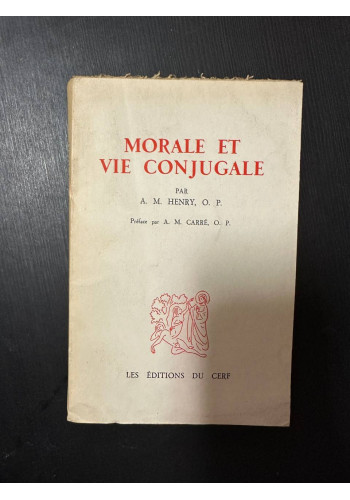 MORALE ET
VIE CONJUGALE
PAR
A. M. HENRY, O. P.
Préface par A. M. CARRÉ, O. P.
LES ÉDITIONS DU CERF